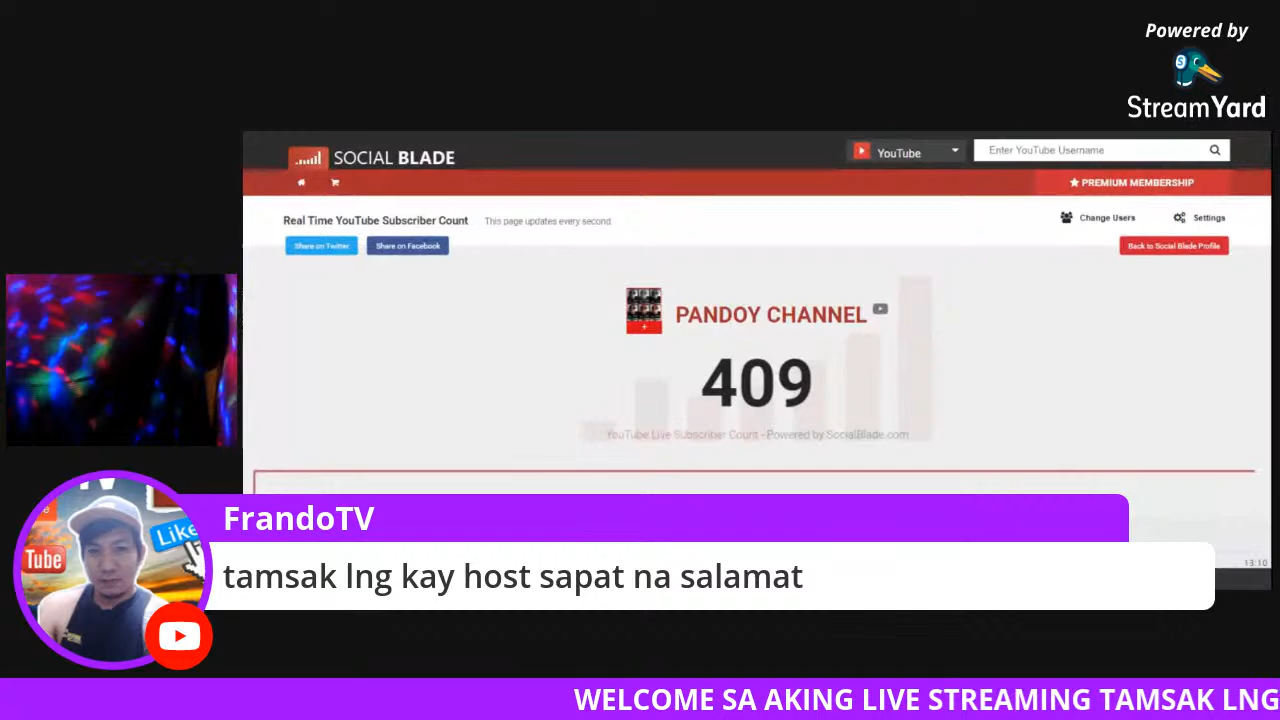 Powered by
StreamYard
SOCIAL BLADE
YouTube
Enter YouTube Username
PREMIUM MEMBERSHIP
Real Time YouTube Subscriber Count
This page updates every second
Change Users
Settings
Share on Twitter
Share on Facebook
Back to Social Blade Profile
PANDOY CHANNEL
409
YouTube Live Subscriber Count - Powered by SocialBlade.com
13:10
Tube
Like
FrandoTV
tamsak lng kay host sapat na salamat
WELCOME SA AKING LIVE STREAMING TAMSAK LNG